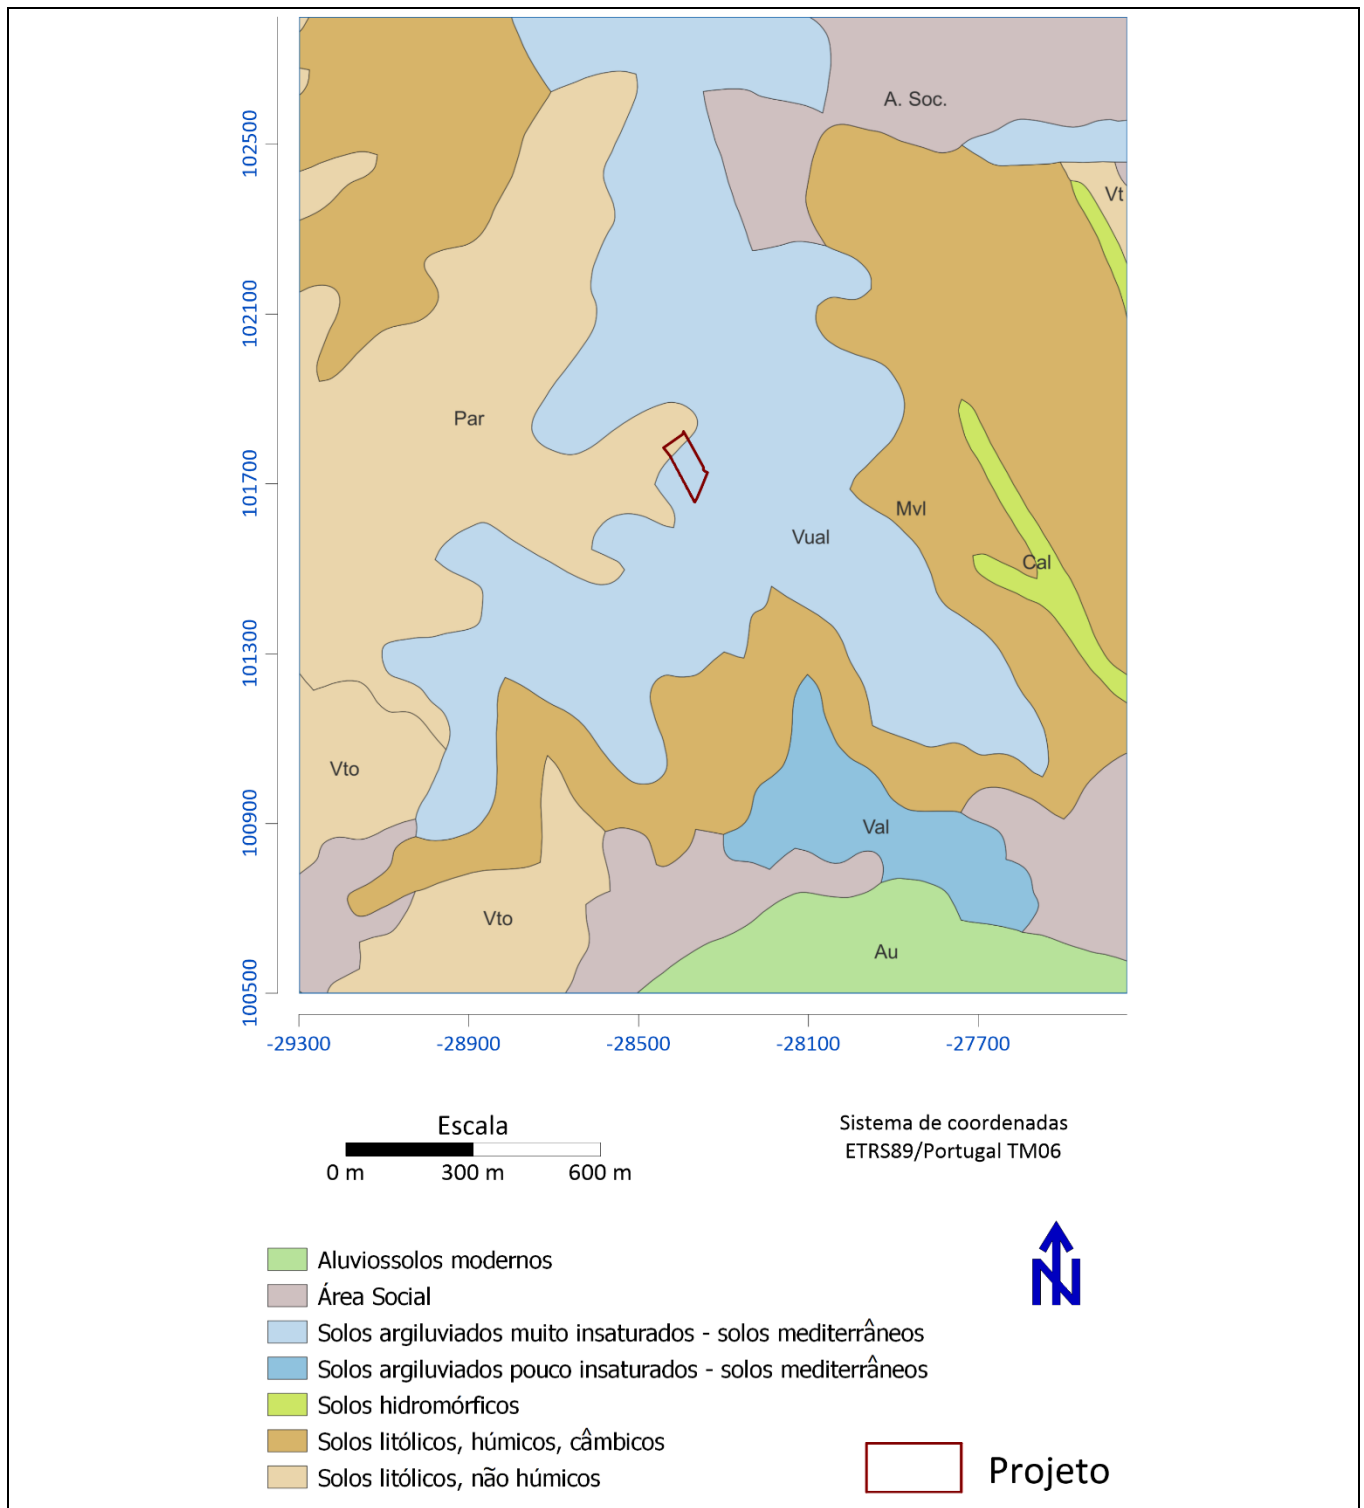 A. Soc.
102500
Vt
102100
Par
101700
Mvl
Vual
Cal
101300
Vto
100900
Val
Vto
Au
100500
-29300 -28900 -28500 -28100 -27700
Escala
0 m 300 m 600 m
Sistema de coordenadas
ETRS89/Portugal TM06
N
Aluviossolos modernos
Área Social
Solos argiluviados muito insaturados - solos mediterrâneos
Solos argiluviados pouco insaturados - solos mediterrâneos
Solos hidromórficos
Solos litólicos, húmicos, câmbicos
Solos litólicos, não húmicos
Projeto